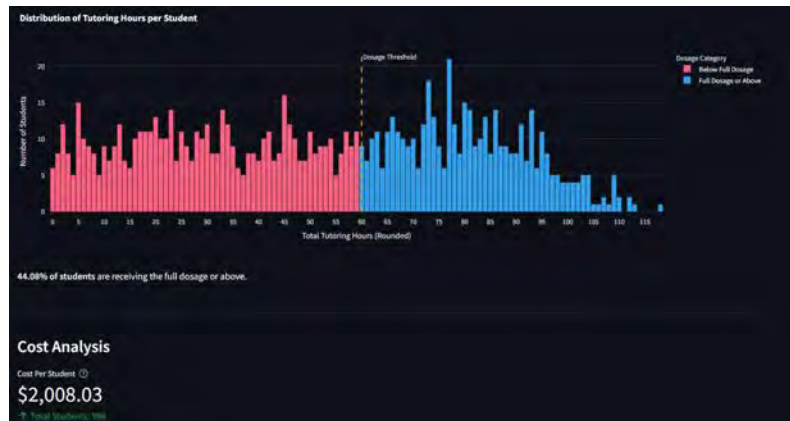 Distribution of Tutoring Hours per Student
Dosage Threshold
Dosage Category
Below Full Dosage
Full Dosage or Above
Number of Students
20
15
10
5
0
0 5 10 15 20 25 30 35 40 45 50 55 60 65 70 75 80 85 90 95 100 105 110 115
Total Tutoring Hours (Rounded)
44.08% of students are receiving the full dosage or above.
Cost Analysis
Cost Per Student
$2,008.03
Total Students: